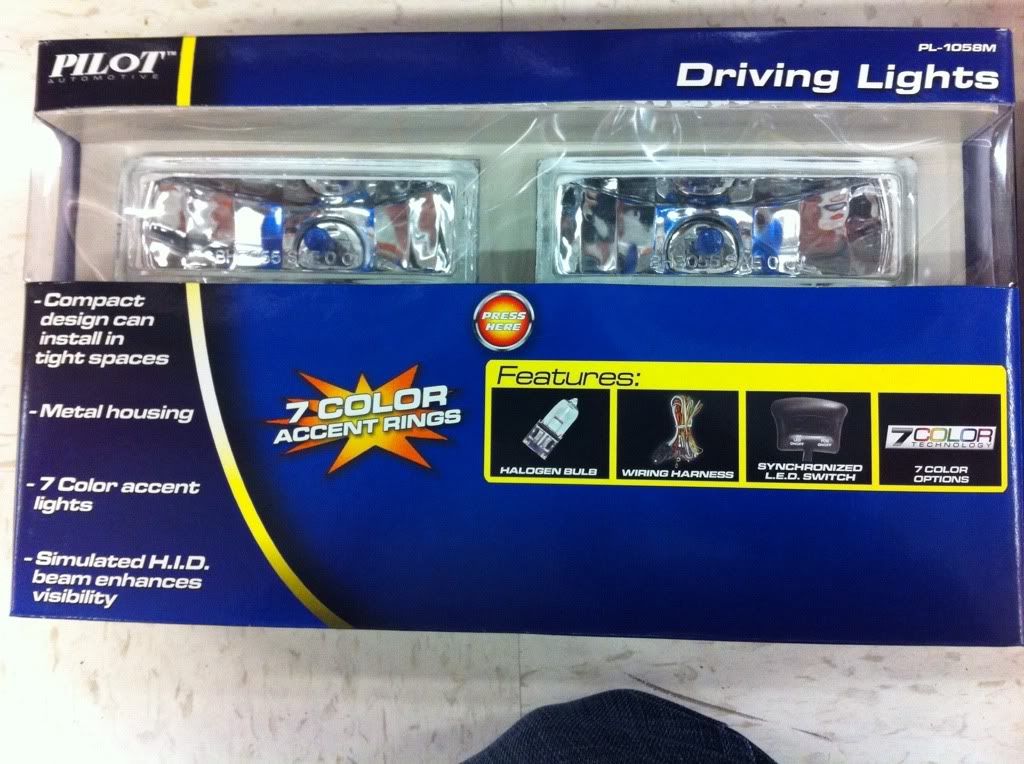 PILOT™
AUTOMOTIVE
PL-1058M
Driving Lights
- Compact
design can
install in
tight spaces
- Metal housing
- 7 Color accent
lights
- Simulated H.I.D.
beam enhances
visibility
PRESS
HERE
7 COLOR
ACCENT RINGS
Features:
HALOGEN BULB
WIRING HARNESS
SYNCHRONIZED
L.E.D. SWITCH
7COLOR
TECHNOLOGY
7 COLOR
OPTIONS